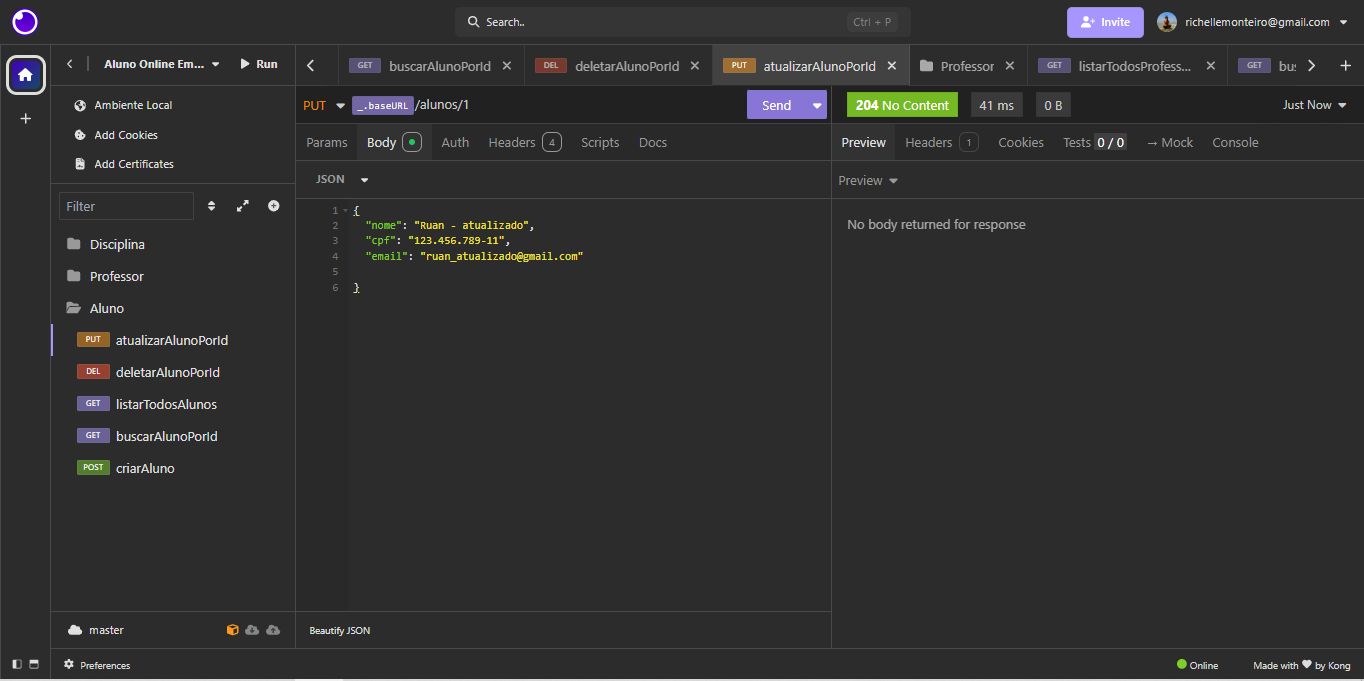 Search..
Ctrl + P
Invite
richellemonteiro@gmail.com
Aluno Online Em...
Run
GET buscarAlunoPorId
DEL deletarAlunoPorId
PUT atualizarAlunoPorId
Professor
GET listarTodosProfess...
GET bus
Ambiente Local
Add Cookies
Add Certificates
Filter
Disciplina
Professor
Aluno
PUT atualizarAlunoPorId
DEL deletarAlunoPorId
GET listarTodosAlunos
GET buscarAlunoPorId
POST criarAluno
master
PUT _.baseURL/alunos/1
Send
Params Body Auth Headers 4 Scripts Docs
JSON
1 {
2 "nome": "Ruan - atualizado",
3 "cpf": "123.456.789-11",
4 "email": "ruan_atualizado@gmail.com"
5
6 }
Beautify JSON
204 No Content 41 ms 0 B Just Now
Preview Headers 1 Cookies Tests 0 / 0 → Mock Console
Preview
No body returned for response
Preferences
Online
Made with ♥ by Kong